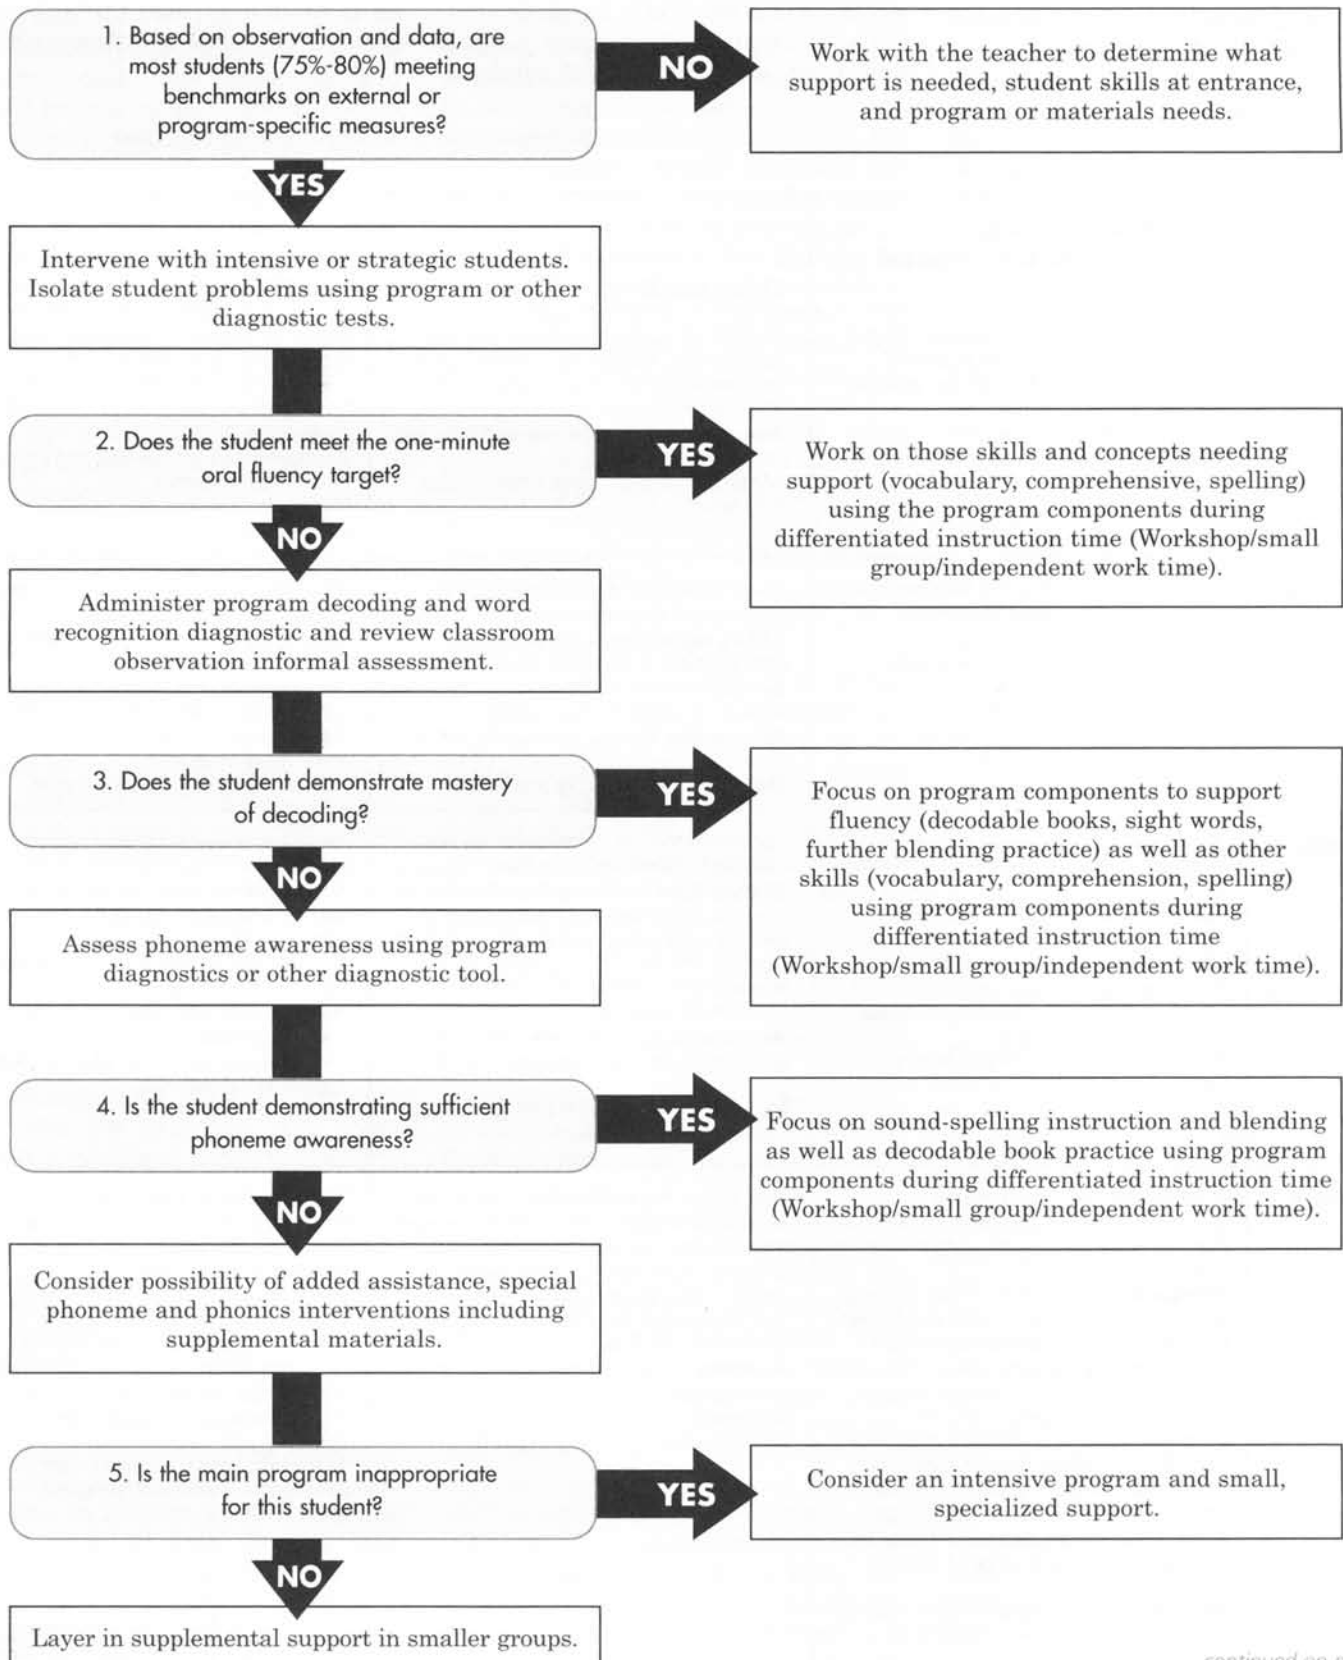 1. Based on observation and data, are
most students (75%-80%) meeting
benchmarks on external or
program-specific measures?
NO
Work with the teacher to determine what
support is needed, student skills at entrance,
and program or materials needs.
YES
Intervene with intensive or strategic students.
Isolate student problems using program or other
diagnostic tests.
2. Does the student meet the one-minute
oral fluency target?
YES
Work on those skills and concepts needing
support (vocabulary, comprehensive, spelling)
using the program components during
differentiated instruction time (Workshop/small
group/independent work time).
NO
Administer program decoding and word
recognition diagnostic and review classroom
observation informal assessment.
3. Does the student demonstrate mastery
of decoding?
YES
Focus on program components to support
fluency (decodable books, sight words,
further blending practice) as well as other
skills (vocabulary, comprehension, spelling)
using program components during
differentiated instruction time
(Workshop/small group/independent work time).
NO
Assess phoneme awareness using program
diagnostics or other diagnostic tool.
4. Is the student demonstrating sufficient
phoneme awareness?
YES
Focus on sound-spelling instruction and blending
as well as decodable book practice using program
components during differentiated instruction time
(Workshop/small group/independent work time).
NO
Consider possibility of added assistance, special
phoneme and phonics interventions including
supplemental materials.
5. Is the main program inappropriate
for this student?
YES
Consider an intensive program and small,
specialized support.
NO
Layer in supplemental support in smaller groups.
continued on